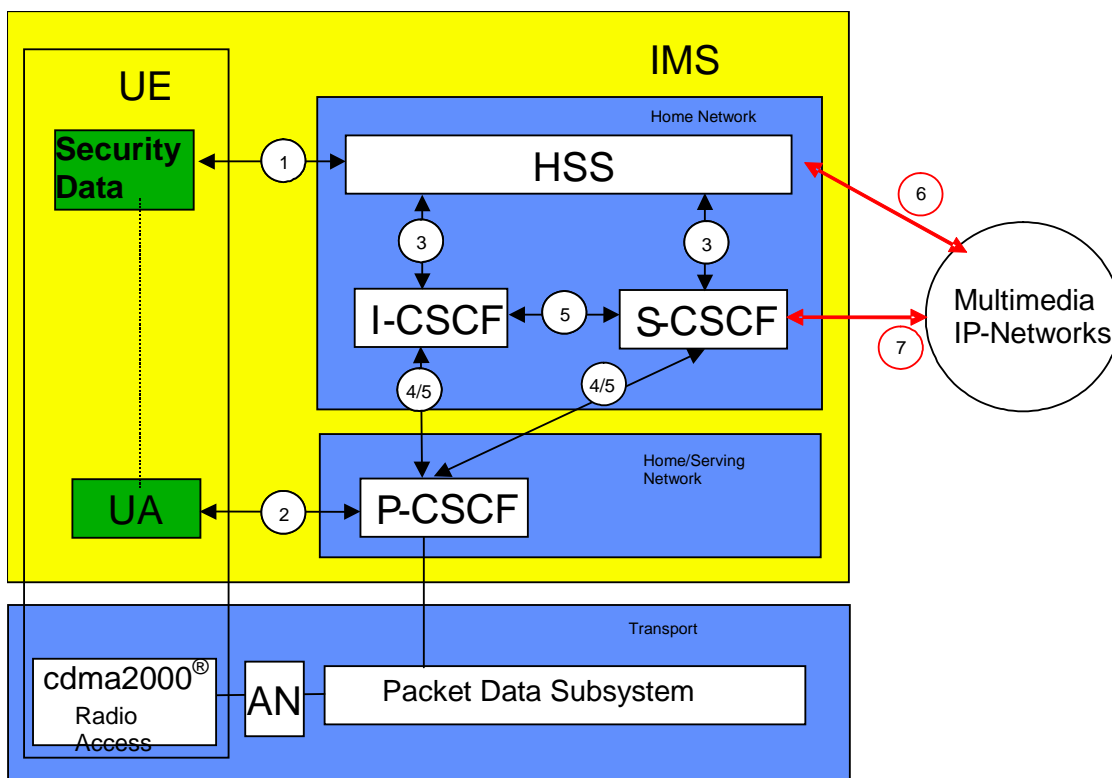 IMS
UE
Home Network
Security
Data
1
HSS
6
3
3
Multimedia
IP-Networks
I-CSCF
5
S-CSCF
7
4/5
4/5
Home/Serving
Network
UA
2
P-CSCF
Transport
cdma2000®
Radio
Access
AN
Packet Data Subsystem